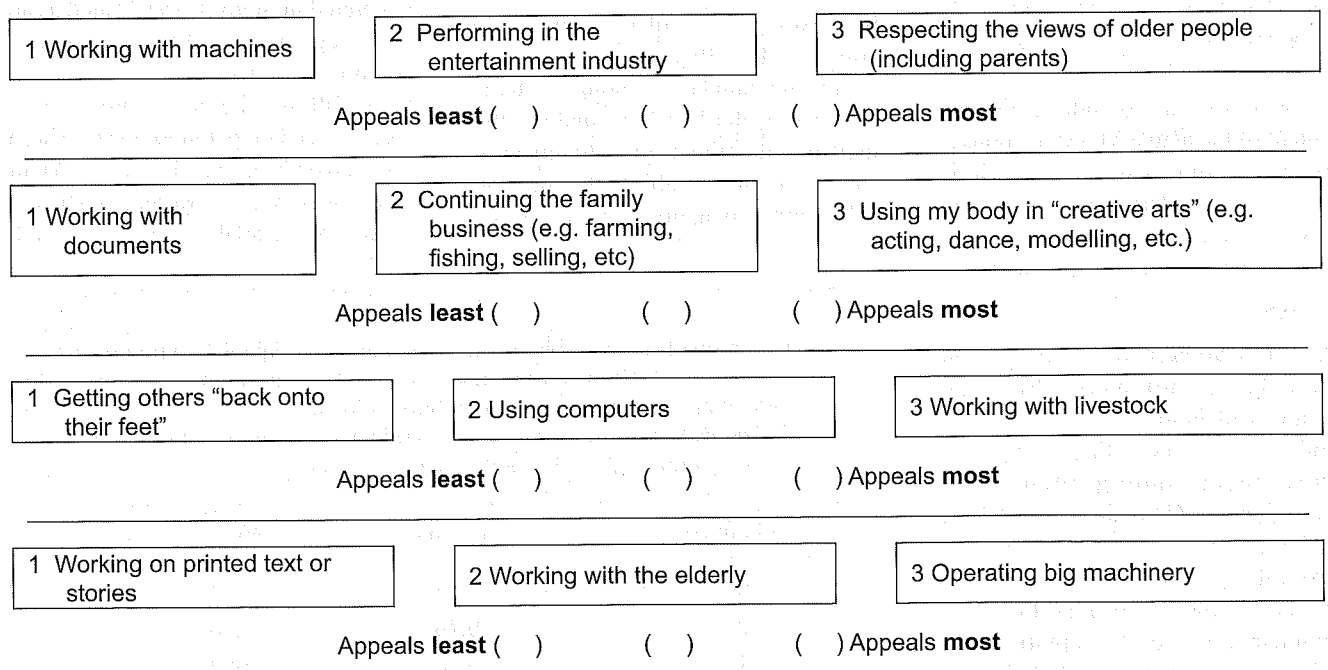 1 Working with machines
2 Performing in the
entertainment industry
3 Respecting the views of older people
(including parents)
Appeals least ( ) ( ) ( ) Appeals most
1 Working with
documents
2 Continuing the family
business (e.g. farming,
fishing, selling, etc)
3 Using my body in “creative arts” (e.g.
acting, dance, modelling, etc.)
Appeals least ( ) ( ) ( ) Appeals most
1 Getting others “back onto
their feet”
2 Using computers
3 Working with livestock
Appeals least ( ) ( ) ( ) Appeals most
1 Working on printed text or
stories
2 Working with the elderly
3 Operating big machinery
Appeals least ( ) ( ) ( ) Appeals most